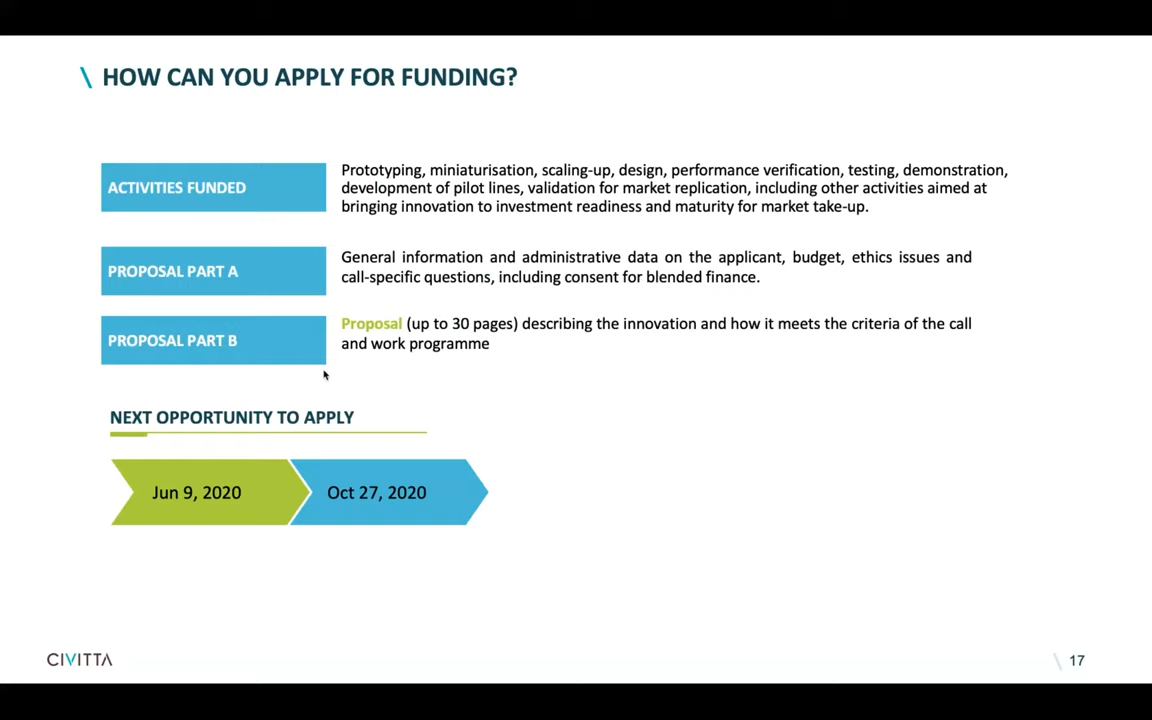 \ HOW CAN YOU APPLY FOR FUNDING?
ACTIVITIES FUNDED
Prototyping, miniaturisation, scaling-up, design, performance verification, testing, demonstration,
development of pilot lines, validation for market replication, including other activities aimed at
bringing innovation to investment readiness and maturity for market take-up.
PROPOSAL PART A
General information and administrative data on the applicant, budget, ethics issues and
call-specific questions, including consent for blended finance.
PROPOSAL PART B
Proposal (up to 30 pages) describing the innovation and how it meets the criteria of the call
and work programme
NEXT OPPORTUNITY TO APPLY
Jun 9, 2020
Oct 27, 2020
CIVITTA
\ 17